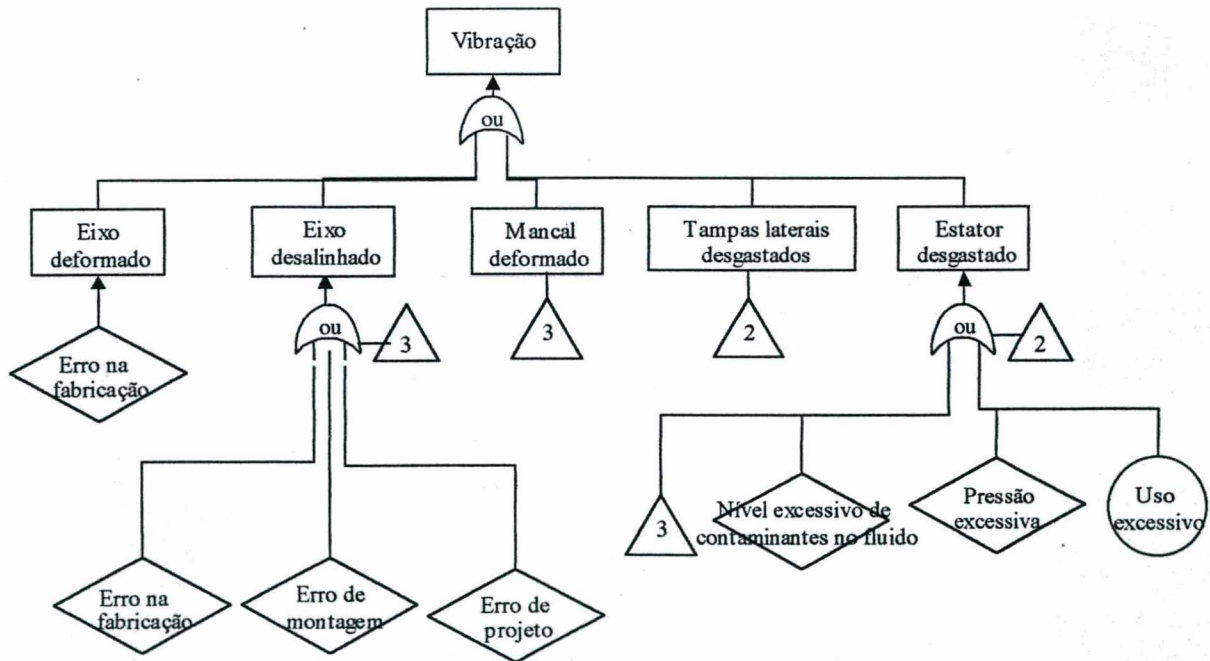 Vibração
ou
Eixo
deformado
Eixo
desalinhado
Mancal
deformado
Tampas laterais
desgastados
Estator
desgastado
ou
3
3
2
ou
2
Erro na
fabricação
3
Nível excessivo de
contaminantes no fluido
Pressão
excessiva
Uso
excessivo
Erro na
fabricação
Erro de
montagem
Erro de
projeto